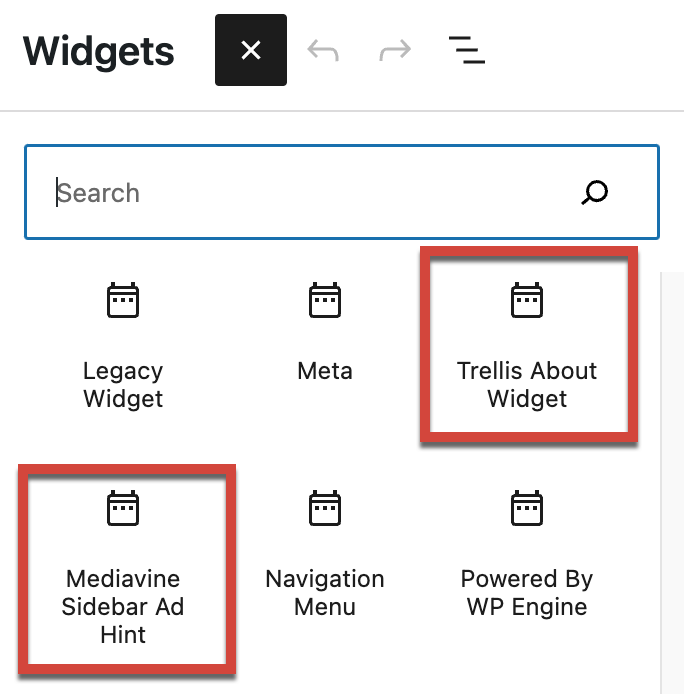 Widgets
Search
Legacy
Widget
Meta
Trellis About
Widget
Mediavine
Sidebar Ad
Hint
Navigation
Menu
Powered By
WP Engine